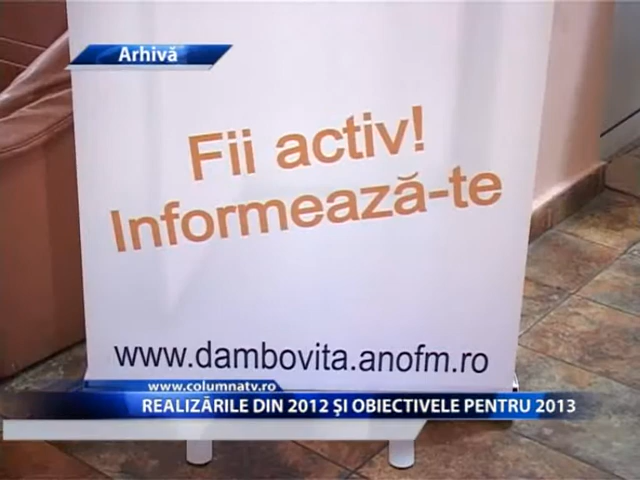 Arhivă
Fii activ!
Informează-te
www.dambovita.anofm.ro
www.columnatv.ro
REALIZĂRILE DIN 2012 ŞI OBIECTIVELE PENTRU 2013